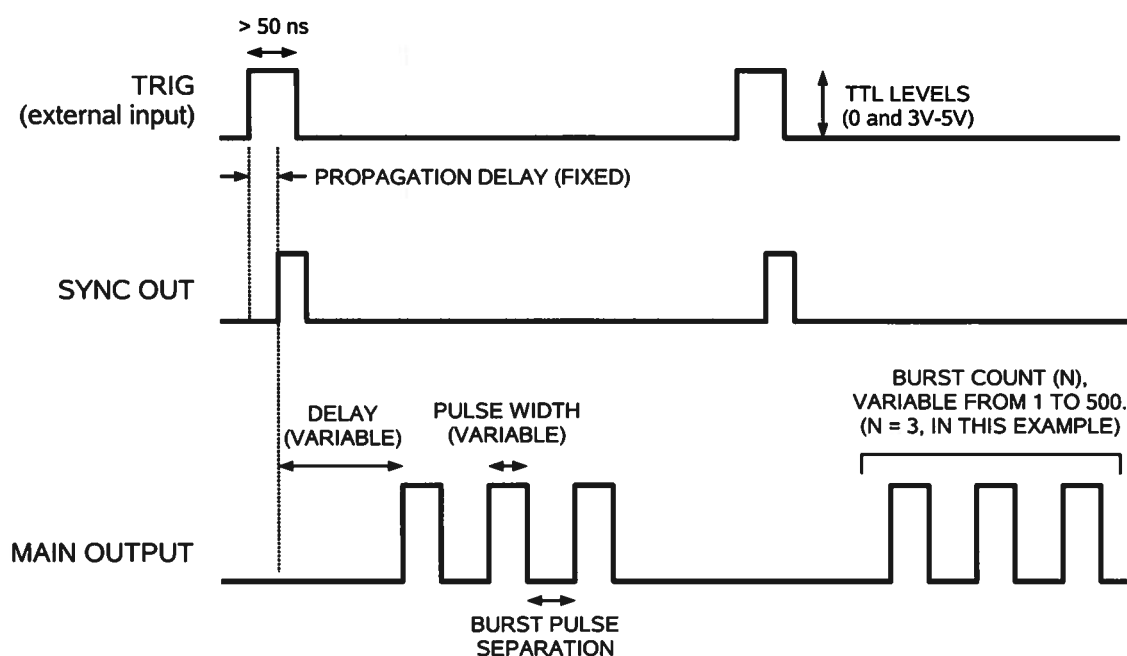 > 50 ns
TRIG
(external input)
TTL LEVELS
(0 and 3V-5V)
PROPAGATION DELAY (FIXED)
SYNC OUT
BURST COUNT (N),
VARIABLE FROM 1 TO 500.
(N = 3, IN THIS EXAMPLE)
DELAY
(VARIABLE)
PULSE WIDTH
(VARIABLE)
MAIN OUTPUT
BURST PULSE
SEPARATION